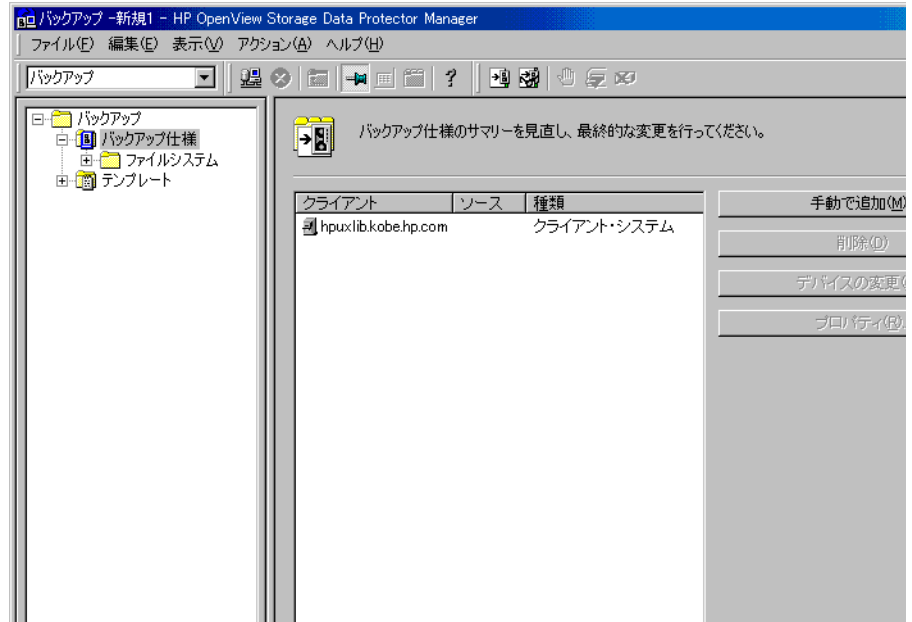 バックアップ -新規1 - HP OpenView Storage Data Protector Manager
ファイル(F) 編集(E) 表示(V) アクション(A) ヘルプ(H)
バックアップ
バックアップ
バックアップ仕様
ファイルシステム
テンプレート
バックアップ仕様のサマリーを見直し、最終的な変更を行ってください。
クライアント ソース 種類
hpuxlib.kobe.hp.com クライアント・システム
手動で追加(M)
削除(D)
デバイスの変更(
プロパティ(R).